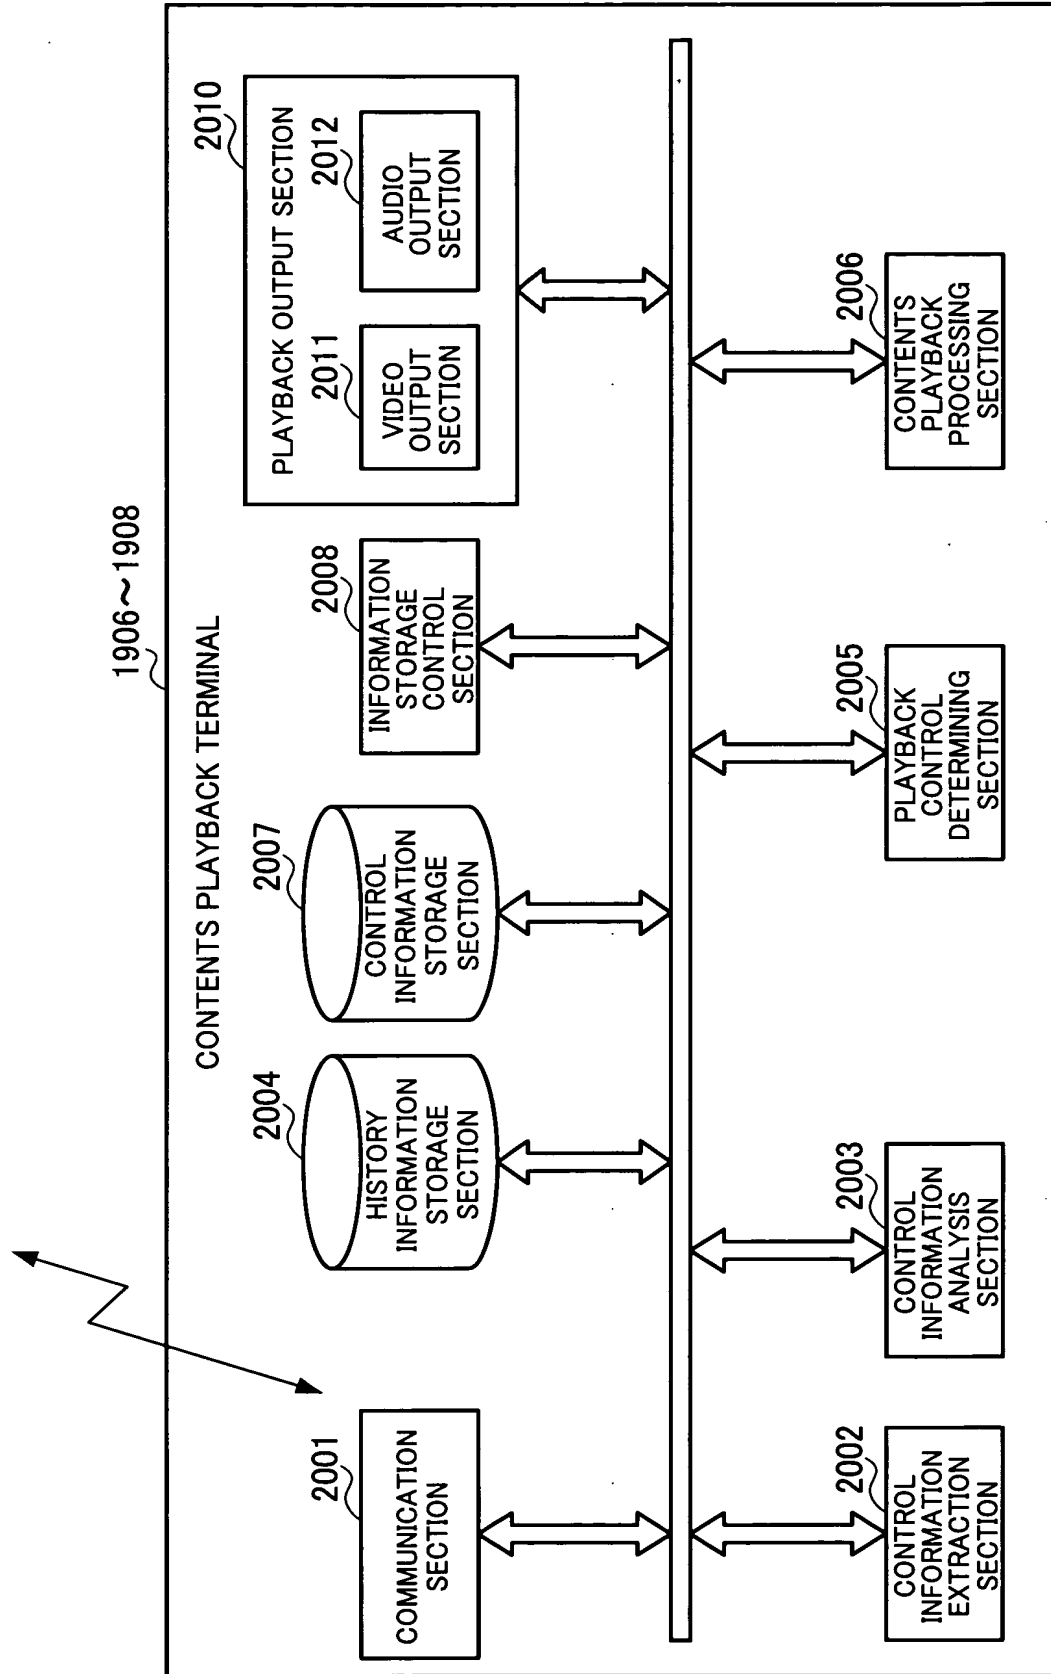 1906～1908
CONTENTS PLAYBACK TERMINAL
2001
COMMUNICATION
SECTION
2004
HISTORY
INFORMATION
STORAGE
SECTION
2007
CONTROL
INFORMATION
STORAGE
SECTION
2008
INFORMATION
STORAGE
CONTROL
SECTION
2010
PLAYBACK OUTPUT SECTION
2011
VIDEO
OUTPUT
SECTION
2012
AUDIO
OUTPUT
SECTION
2002
CONTROL
INFORMATION
EXTRACTION
SECTION
2003
CONTROL
INFORMATION
ANALYSIS
SECTION
2005
PLAYBACK
CONTROL
DETERMINING
SECTION
2006
CONTENTS
PLAYBACK
PROCESSING
SECTION